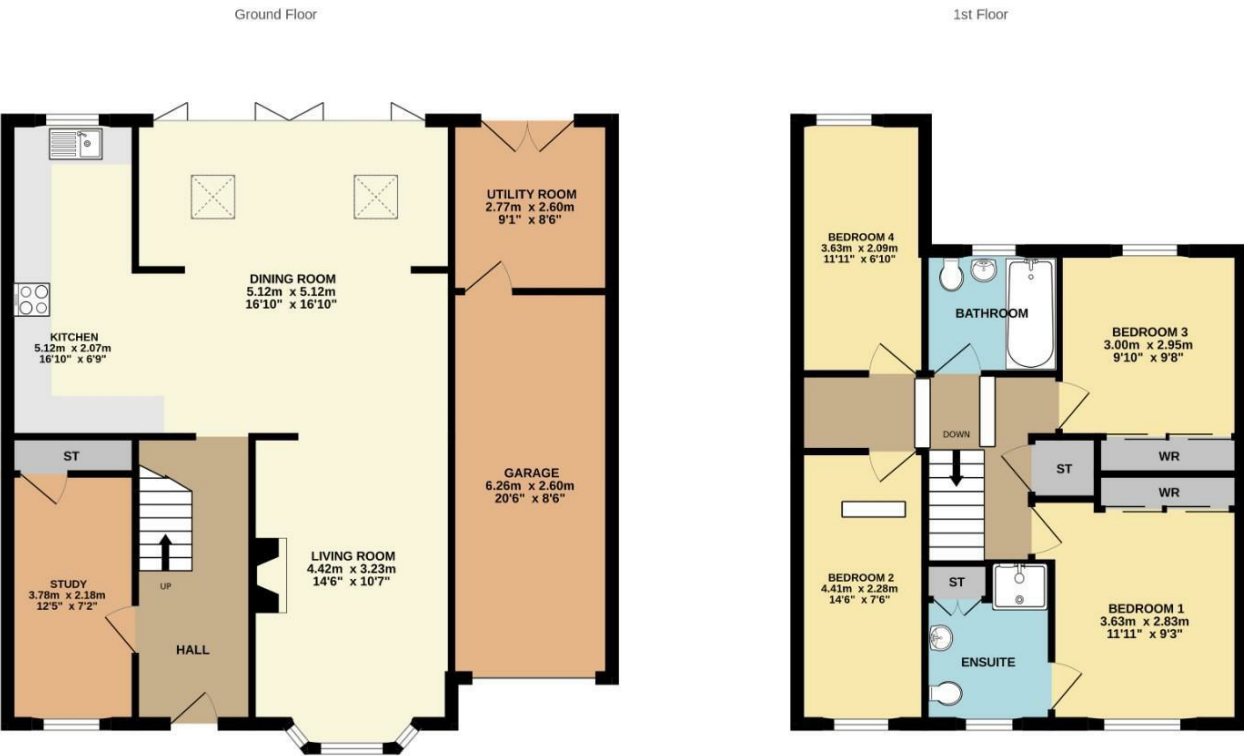 Ground Floor
UTILITY ROOM
2.77m x 2.60m
9'1" x 8'6"
DINING ROOM
5.12m x 5.12m
16'10" x 16'10"
KITCHEN
5.12m x 2.07m
16'10" x 6'9"
ST
GARAGE
6.26m x 2.60m
20'6" x 8'6"
LIVING ROOM
4.42m x 3.23m
14'6" x 10'7"
STUDY
3.78m x 2.18m
12'5" x 7'2"
UP
HALL
1st Floor
BEDROOM 4
3.63m x 2.09m
11'11" x 6'10"
BATHROOM
BEDROOM 3
3.00m x 2.95m
9'10" x 9'8"
DOWN
WR
ST
WR
BEDROOM 2
4.41m x 2.28m
14'6" x 7'6"
ST
BEDROOM 1
3.63m x 2.83m
11'11" x 9'3"
ENSUITE